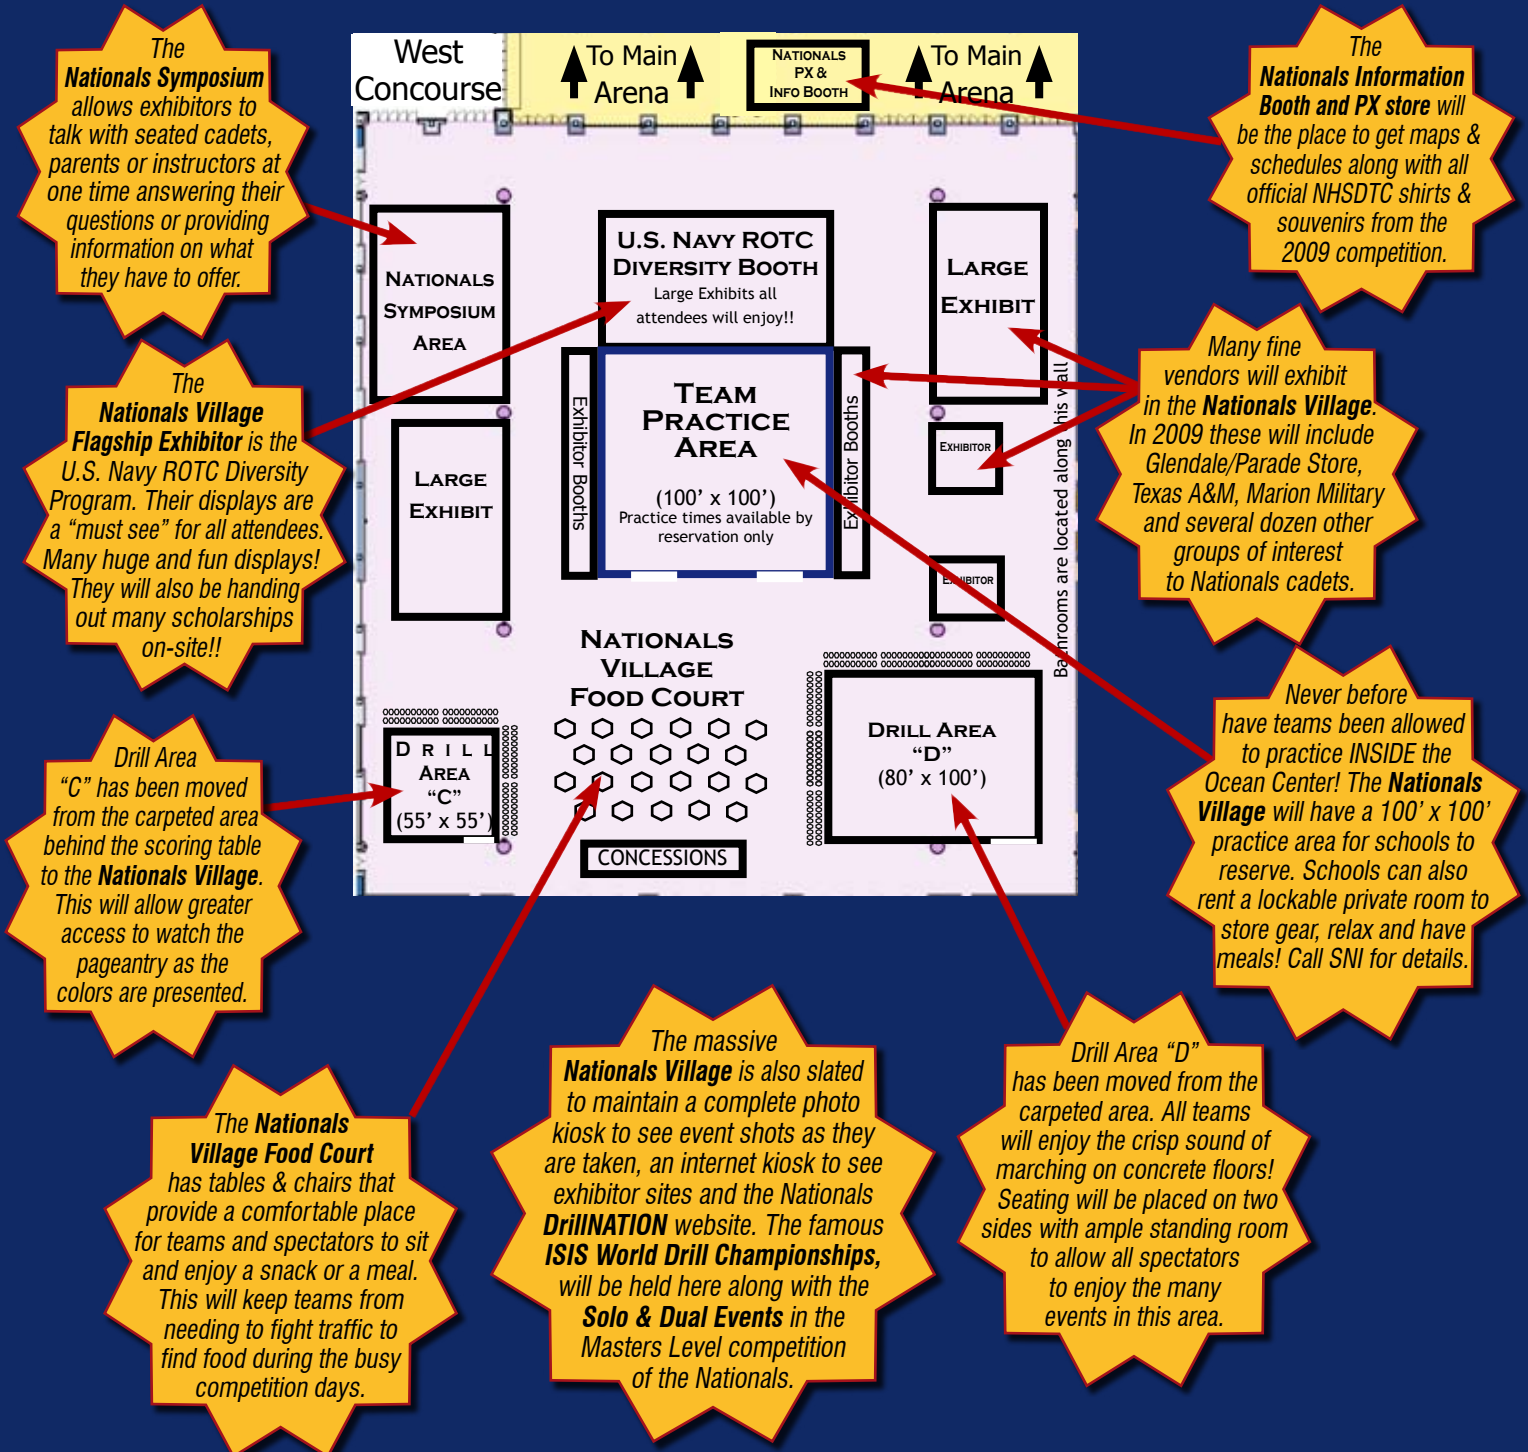 The
Nationals Symposium
allows exhibitors to
talk with seated cadets,
parents or instructors at
one time answering their
questions or providing
information on what
they have to offer.
West
Concourse
To Main
Arena
NATIONALS
PX &
INFO BOOTH
To Main
Arena
The
Nationals Information
Booth and PX store will
be the place to get maps &
schedules along with all
official NHSDTC shirts &
souvenirs from the
2009 competition.
NATIONALS
SYMPOSIUM
AREA
U.S. NAVY ROTC
DIVERSITY BOOTH
Large Exhibits all
attendees will enjoy!!
LARGE
EXHIBIT
The
Nationals Village
Flagship Exhibitor is the
U.S. Navy ROTC Diversity
Program. Their displays are
a “must see” for all attendees.
Many huge and fun displays!
They will also be handing
out many scholarships
on-site!!
LARGE
EXHIBIT
Exhibitor Booths
TEAM
PRACTICE
AREA
(100’ x 100’)
Practice times available by
reservation only
Exhibitor Booths
EXHIBITOR
EXHIBITOR
Bathrooms are located along this wall
Many fine
vendors will exhibit
in the Nationals Village.
In 2009 these will include
Glendale/Parade Store,
Texas A&M, Marion Military
and several dozen other
groups of interest
to Nationals cadets.
NATIONALS
VILLAGE
FOOD COURT
DRILL
AREA
“C”
(55’ x 55’)
CONCESSIONS
DRILL AREA
“D”
(80’ x 100’)
Never before
have teams been allowed
to practice INSIDE the
Ocean Center! The Nationals
Village will have a 100’ x 100’
practice area for schools to
reserve. Schools can also
rent a lockable private room to
store gear, relax and have
meals! Call SNI for details.
Drill Area
“C” has been moved
from the carpeted area
behind the scoring table
to the Nationals Village.
This will allow greater
access to watch the
pageantry as the
colors are presented.
The Nationals
Village Food Court
has tables & chairs that
provide a comfortable place
for teams and spectators to sit
and enjoy a snack or a meal.
This will keep teams from
needing to fight traffic to
find food during the busy
competition days.
The massive
Nationals Village is also slated
to maintain a complete photo
kiosk to see event shots as they
are taken, an internet kiosk to see
exhibitor sites and the Nationals
DrillNATION website. The famous
ISIS World Drill Championships,
will be held here along with the
Solo & Dual Events in the
Masters Level competition
of the Nationals.
Drill Area “D”
has been moved from the
carpeted area. All teams
will enjoy the crisp sound of
marching on concrete floors!
Seating will be placed on two
sides with ample standing room
to allow all spectators
to enjoy the many
events in this area.